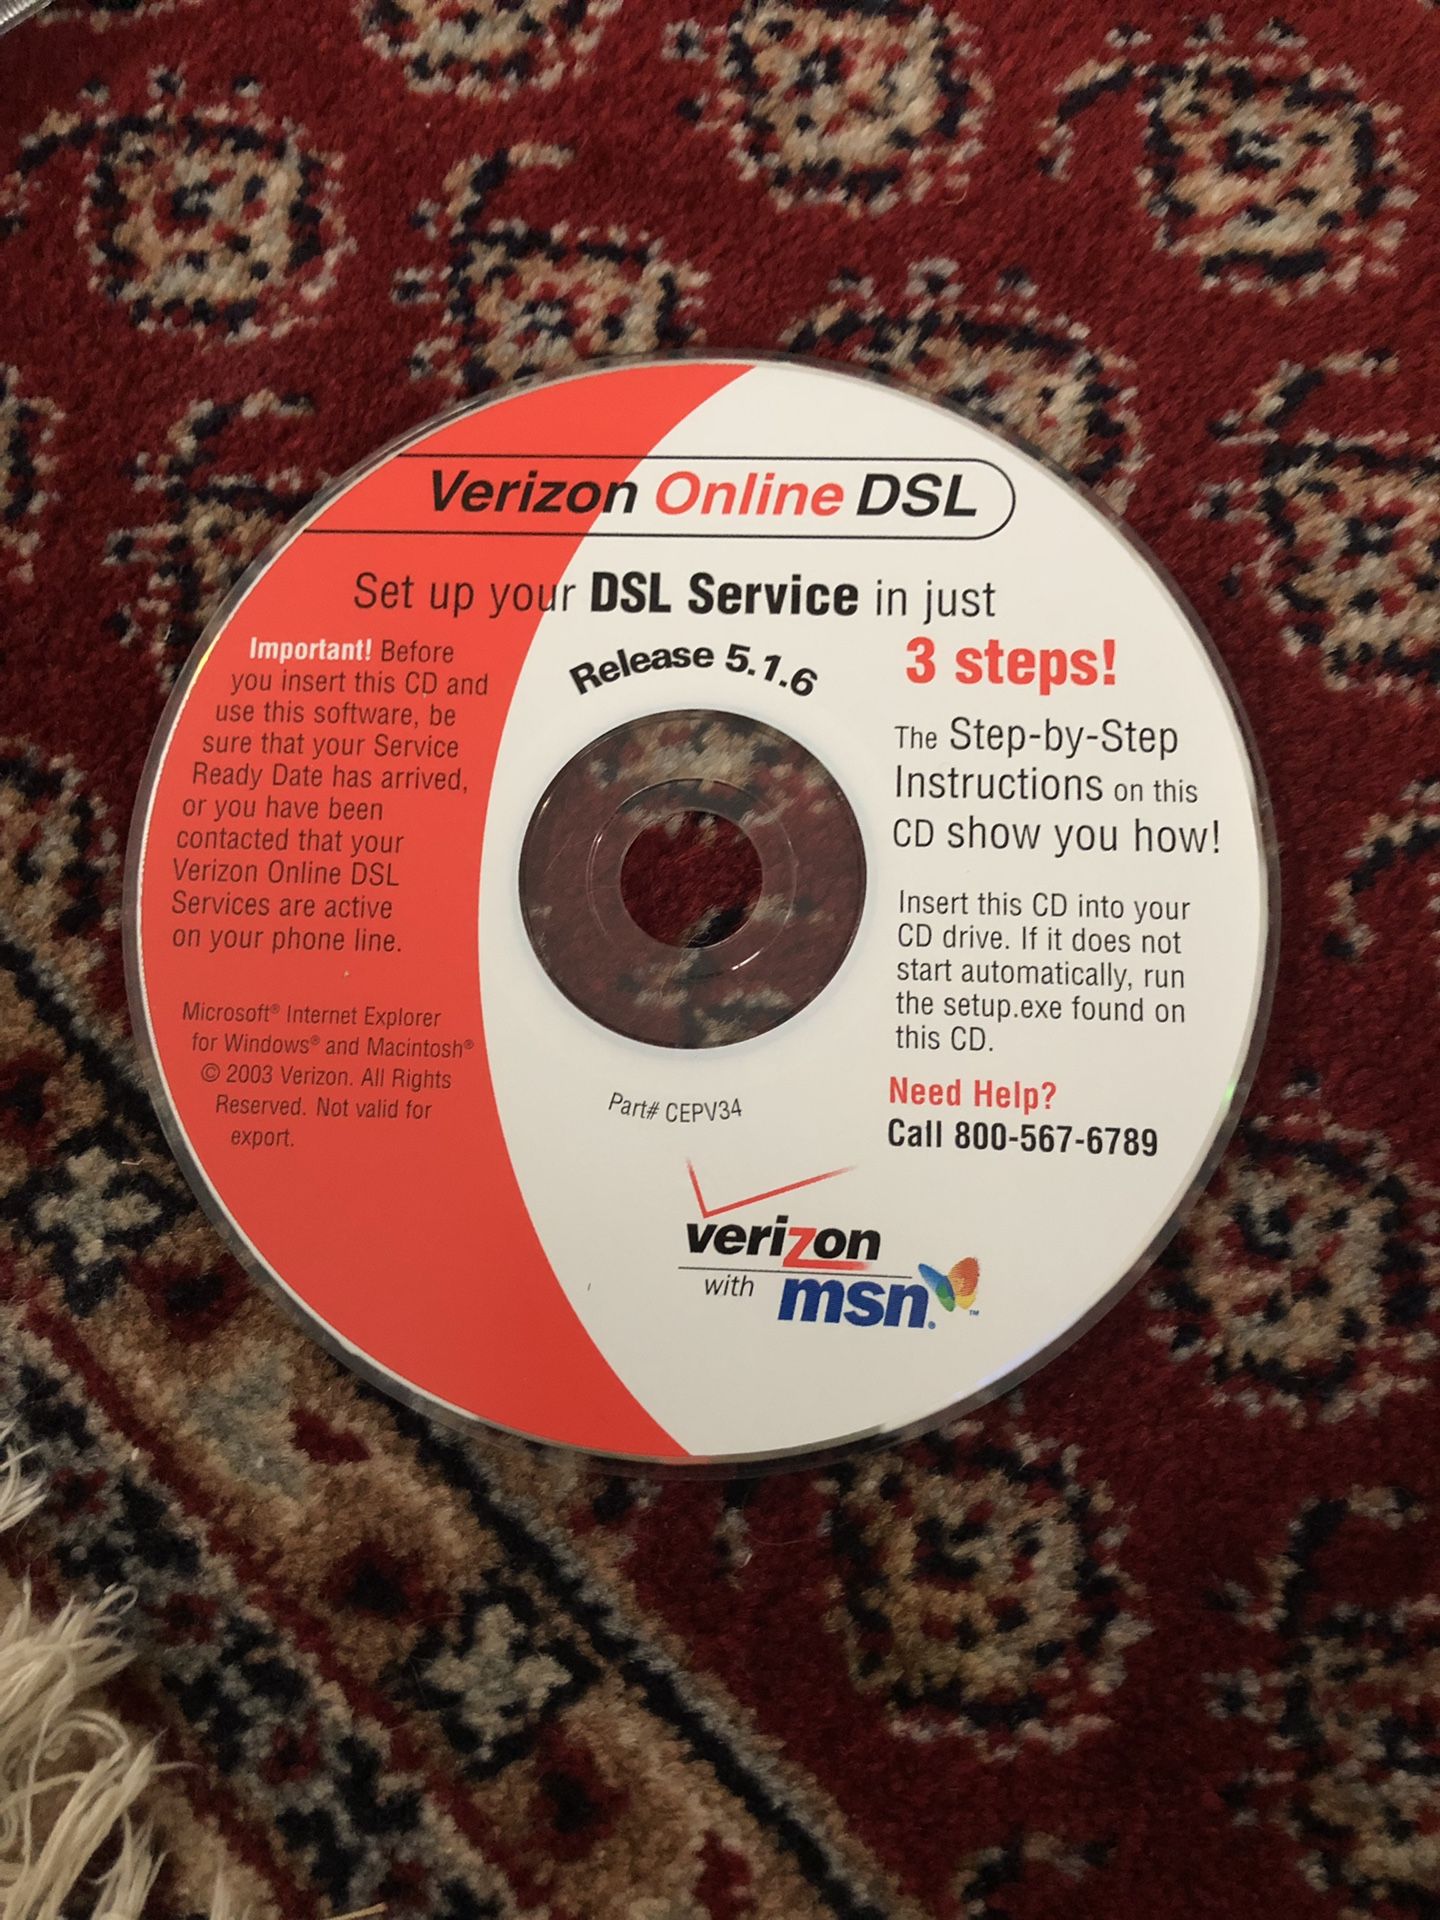 Verizon Online DSL
Set up your DSL Service in just
3 steps!
Release 5.1.6
Important! Before
you insert this CD and
use this software, be
sure that your Service
Ready Date has arrived,
or you have been
contacted that your
Verizon Online DSL
Services are active
on your phone line.
Microsoft® Internet Explorer
for Windows® and Macintosh®
© 2003 Verizon. All Rights
Reserved. Not valid for
export.
The Step-by-Step
Instructions on this
CD show you how!
Insert this CD into your
CD drive. If it does not
start automatically, run
the setup.exe found on
this CD.
Need Help?
Call 800-567-6789
Part# CEPV34
verizon
with msn®™